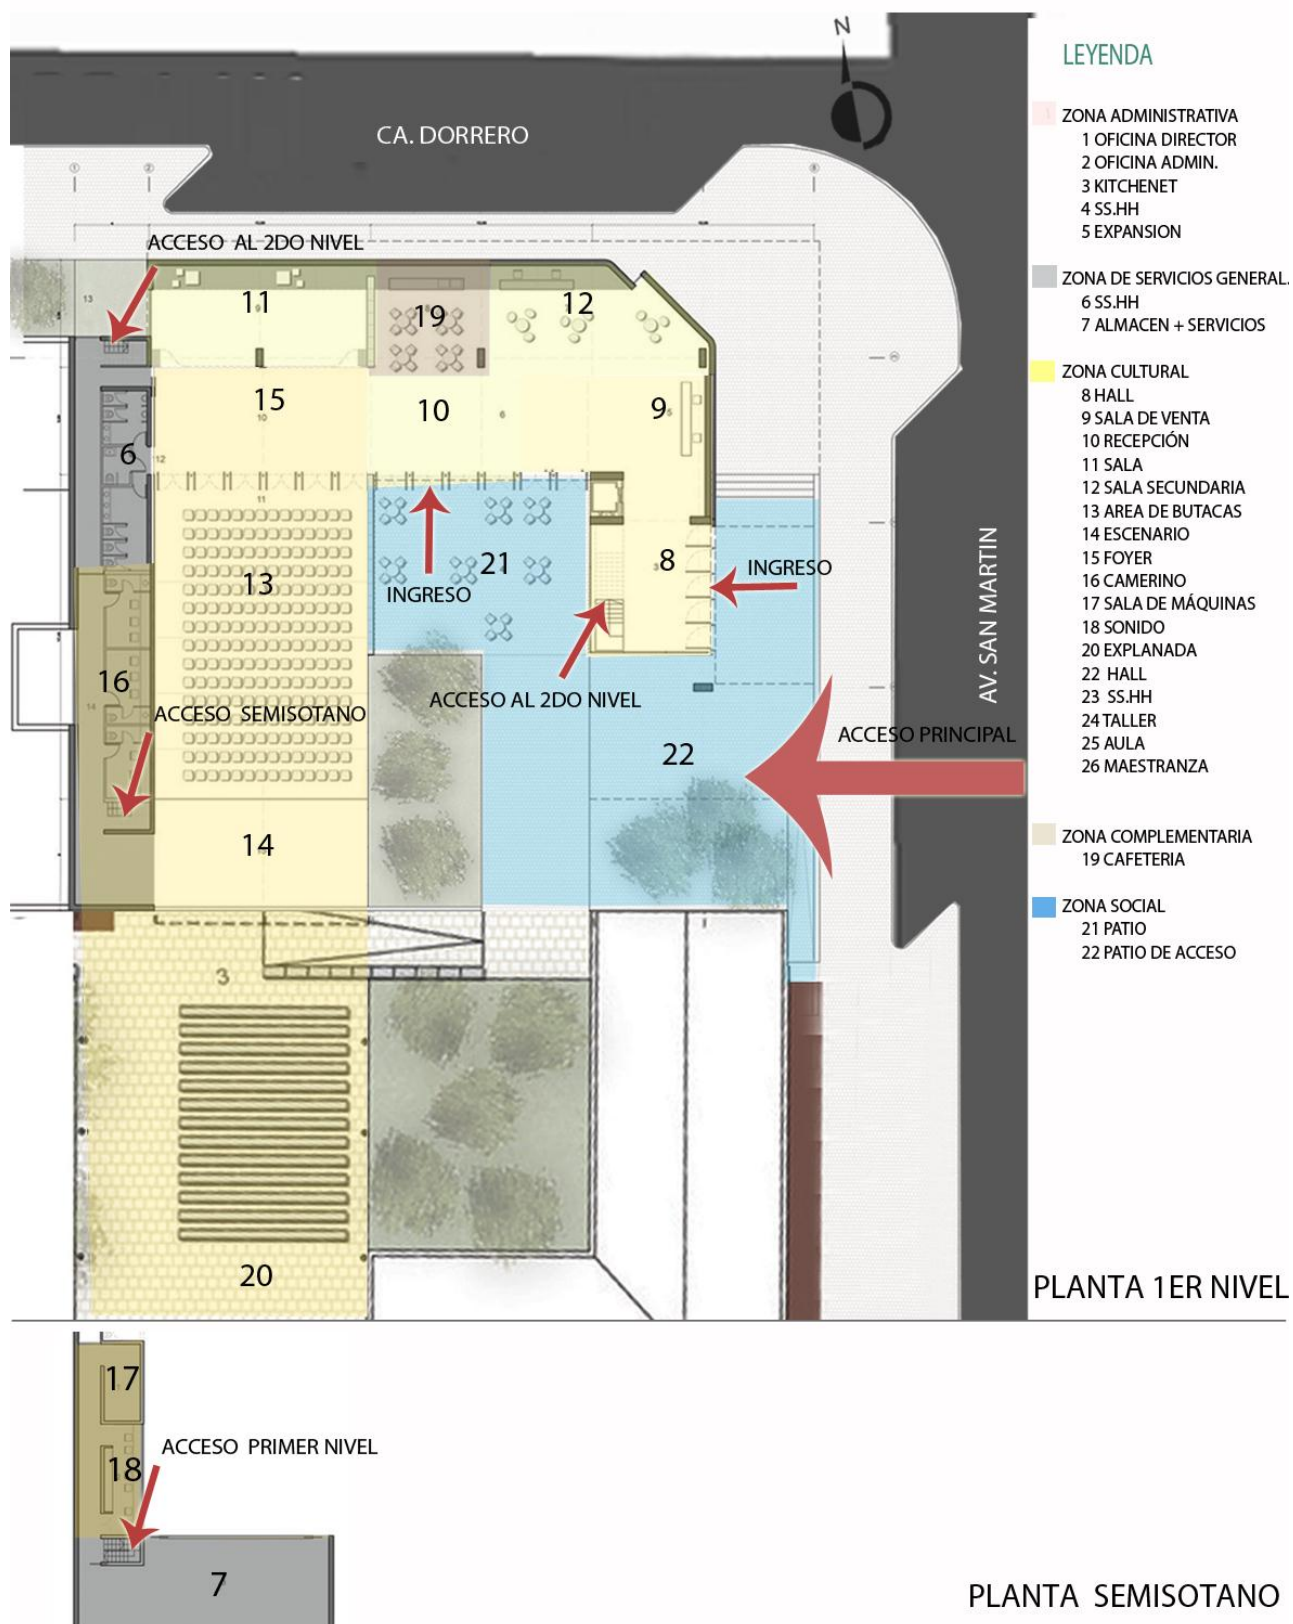 N
LEYENDA
ZONA ADMINISTRATIVA
1 OFICINA DIRECTOR
2 OFICINA ADMIN.
3 KITCHENET
4 SS.HH
5 EXPANSION
ZONA DE SERVICIOS GENERAL.
6 SS.HH
7 ALMACEN + SERVICIOS
ZONA CULTURAL
8 HALL
9 SALA DE VENTA
10 RECEPCIÓN
11 SALA
12 SALA SECUNDARIA
13 AREA DE BUTACAS
14 ESCENARIO
15 FOYER
16 CAMERINO
17 SALA DE MÁQUINAS
18 SONIDO
20 EXPLANADA
22 HALL
23 SS.HH
24 TALLER
25 AULA
26 MAESTRANZA
ZONA COMPLEMENTARIA
19 CAFETERIA
ZONA SOCIAL
21 PATIO
22 PATIO DE ACCESO
CA. DORRERO
ACCESO AL 2DO NIVEL
11
19
12
15
10
9
6
13
21
8
INGRESO
INGRESO
16
ACCESO SEMISOTANO
ACCESO AL 2DO NIVEL
22
ACCESO PRINCIPAL
AV. SAN MARTIN
14
3
20
PLANTA 1ER NIVEL
17
ACCESO PRIMER NIVEL
18
7
PLANTA SEMISOTANO